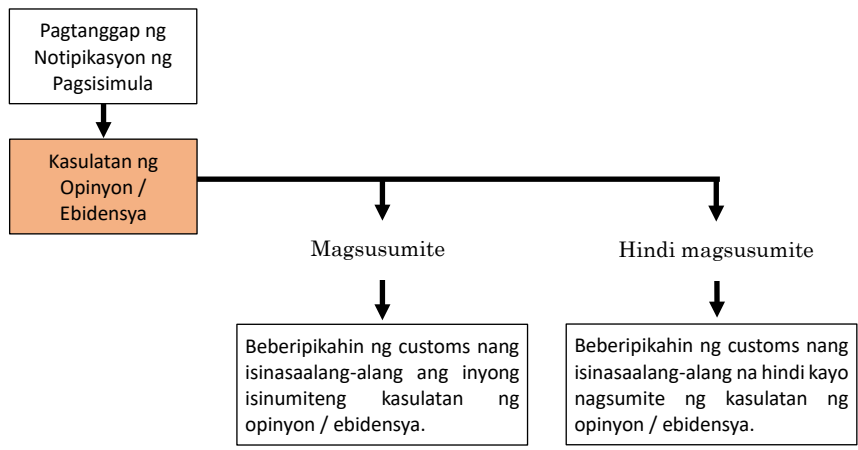 Pagtanggap ng
Notipikasyon ng
Pagsisimula
Kasulatan ng
Opinyon /
Ebidensya
Magsusumite
Hindi magsusumite
Beberipikahin ng customs nang
isinasaalang-alang ang inyong
isinumiteng kasulatan ng
opinyon / ebidensya.
Beberipikahin ng customs nang
isinasaalang-alang na hindi kayo
nagsumite ng kasulatan ng
opinyon / ebidensya.